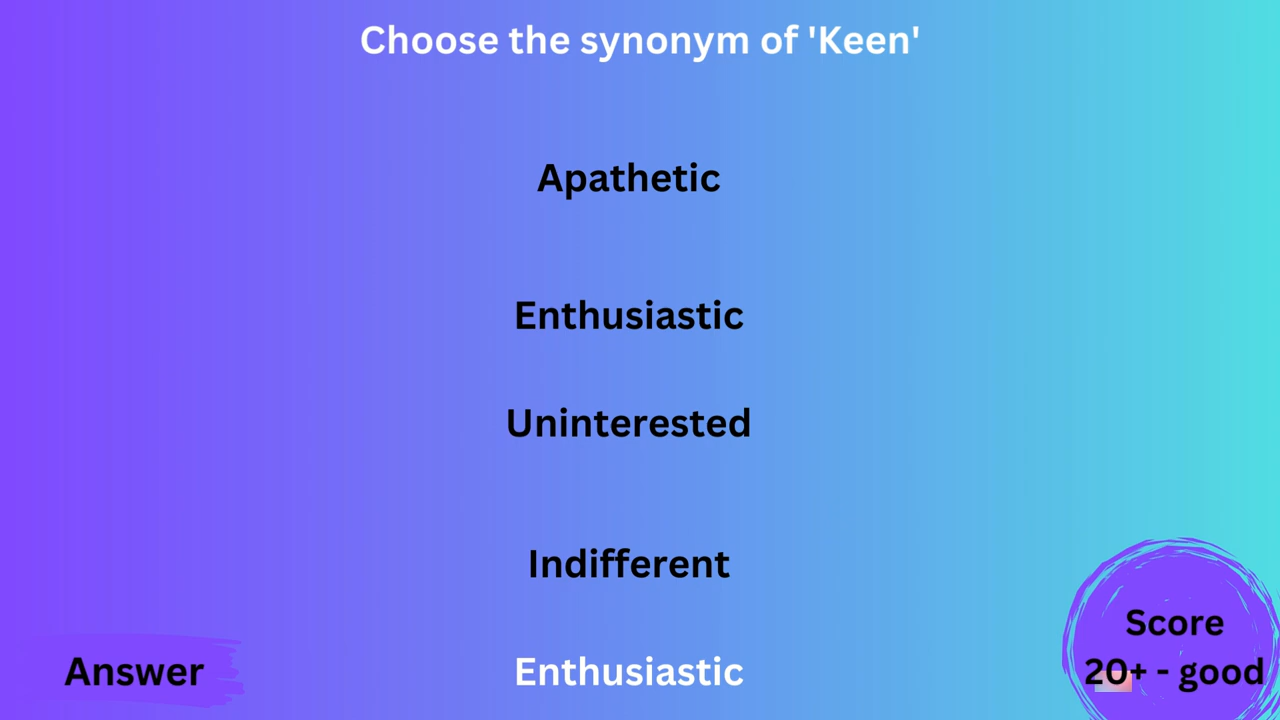 Choose the synonym of 'Keen'
Apathetic
Enthusiastic
Uninterested
Indifferent
Answer
Enthusiastic
Score
20+ - good